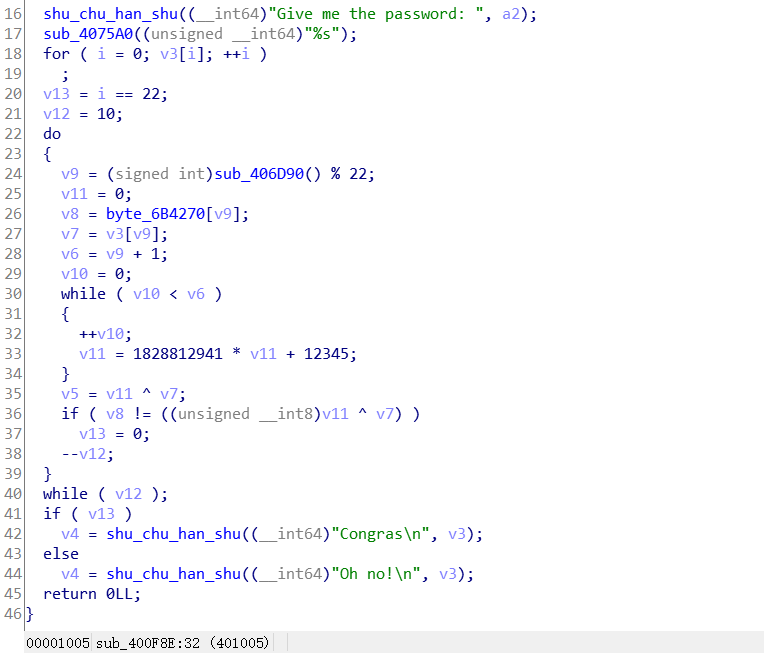 16 shu_chu_han_shu((__int64)"Give me the password: ", a2);
17 sub_4075A0((unsigned __int64)"%s");
18 for ( i = 0; v3[i]; ++i )
19 ;
20 v13 = i == 22;
21 v12 = 10;
22 do
23 {
24 v9 = (signed int)sub_406D90() % 22;
25 v11 = 0;
26 v8 = byte_6B4270[v9];
27 v7 = v3[v9];
28 v6 = v9 + 1;
29 v10 = 0;
30 while ( v10 < v6 )
31 {
32 ++v10;
33 v11 = 1828812941 * v11 + 12345;
34 }
35 v5 = v11 ^ v7;
36 if ( v8 != ((unsigned __int8)v11 ^ v7) )
37 v13 = 0;
38 --v12;
39 }
40 while ( v12 );
41 if ( v13 )
42 v4 = shu_chu_han_shu((__int64)"Congras\n", v3);
43 else
44 v4 = shu_chu_han_shu((__int64)"Oh no!\n", v3);
45 return 0LL;
46 }
00001005 sub_400F8E:32 (401005)